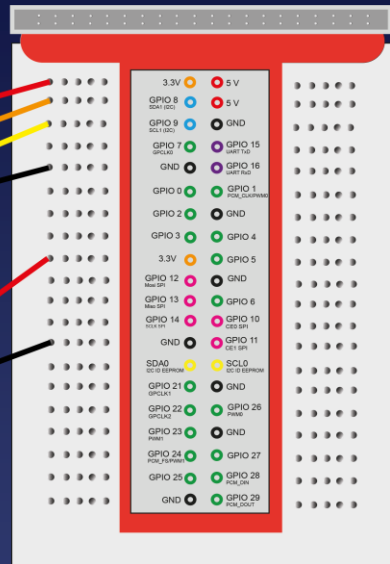 3.3V 5 V
GPIO 8 5 V
SDA1 (I2C)
GPIO 9 GND
SCL1 (I2C)
GPIO 7 GPIO 15
GPCLK0 UART TxD
GND GPIO 16
UART RxD
GPIO 0 GPIO 1
PCM_CLK/PWM0
GPIO 2 GND
GPIO 3 GPIO 4
3.3V GPIO 5
GPIO 12 GND
Mosi SPI
GPIO 13 GPIO 6
Miso SPI
GPIO 14 GPIO 10
SCLK SPI CE0 SPI
GND GPIO 11
CE1 SPI
SDA0 SCL0
I2C ID EEPROM I2C ID EEPROM
GPIO 21 GND
GPCLK1
GPIO 22 GPIO 26
GPCLK2 PWM0
GPIO 23 GND
PWM1
GPIO 24 GPIO 27
PCM_FS/PWM1
GPIO 25 GPIO 28
PCM_DIN
GND GPIO 29
PCM_DOUT